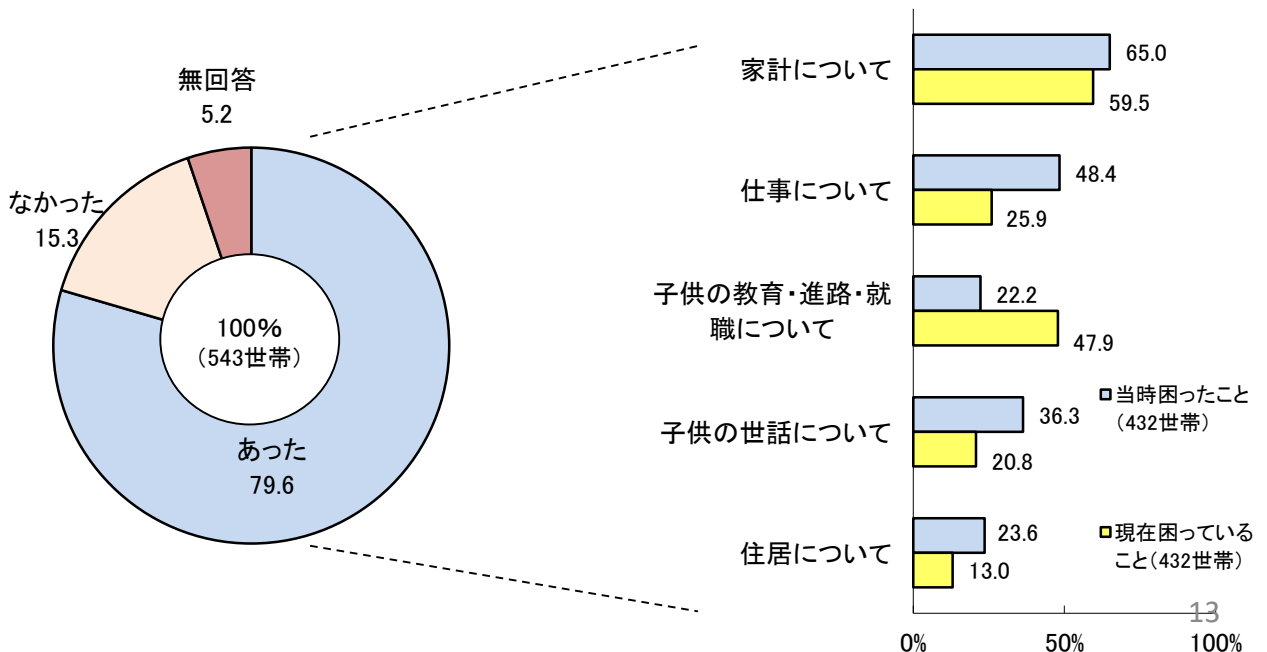 無回答
5.2
なかった
15.3
100%
（543世帯）
あった
79.6
家計について
65.0
59.5
仕事について
48.4
25.9
子供の教育・進路・就
職について
22.2
47.9
子供の世話について
36.3
20.8
住居について
23.6
13.0
当時困ったこと
（432世帯）
現在困っている
こと（432世帯）
13
0%
50%
100%